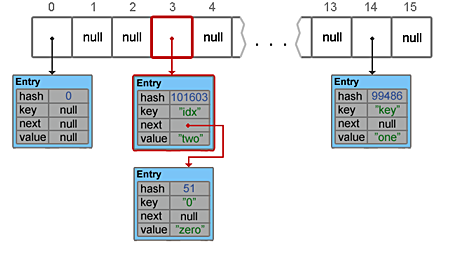 0 1 2 3 4 13 14 15
null null null . . . null null
Entry
hash 0
key null
next null
value null
Entry
hash 101603
key "idx"
next
value "two"
Entry
hash 99486
key "key"
next null
value "one"
Entry
hash 51
key "0"
next null
value "zero"